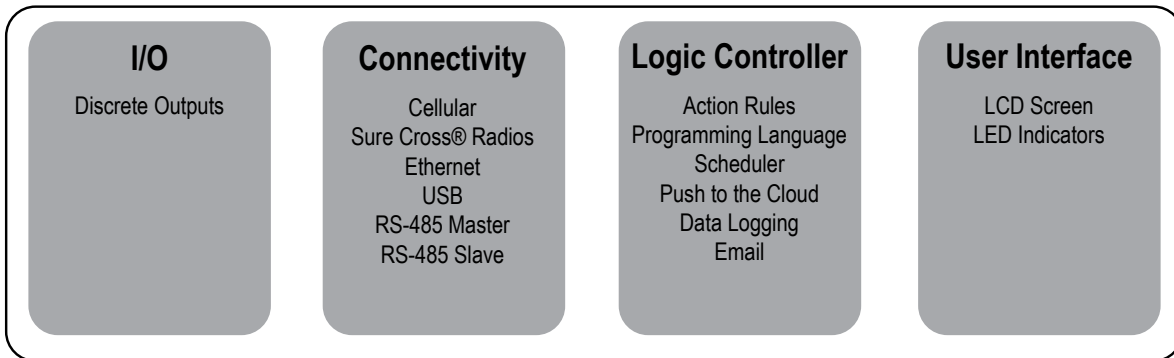 I/O
Discrete Outputs
Connectivity
Cellular
Sure Cross® Radios
Ethernet
USB
RS-485 Master
RS-485 Slave
Logic Controller
Action Rules
Programming Language
Scheduler
Push to the Cloud
Data Logging
Email
User Interface
LCD Screen
LED Indicators